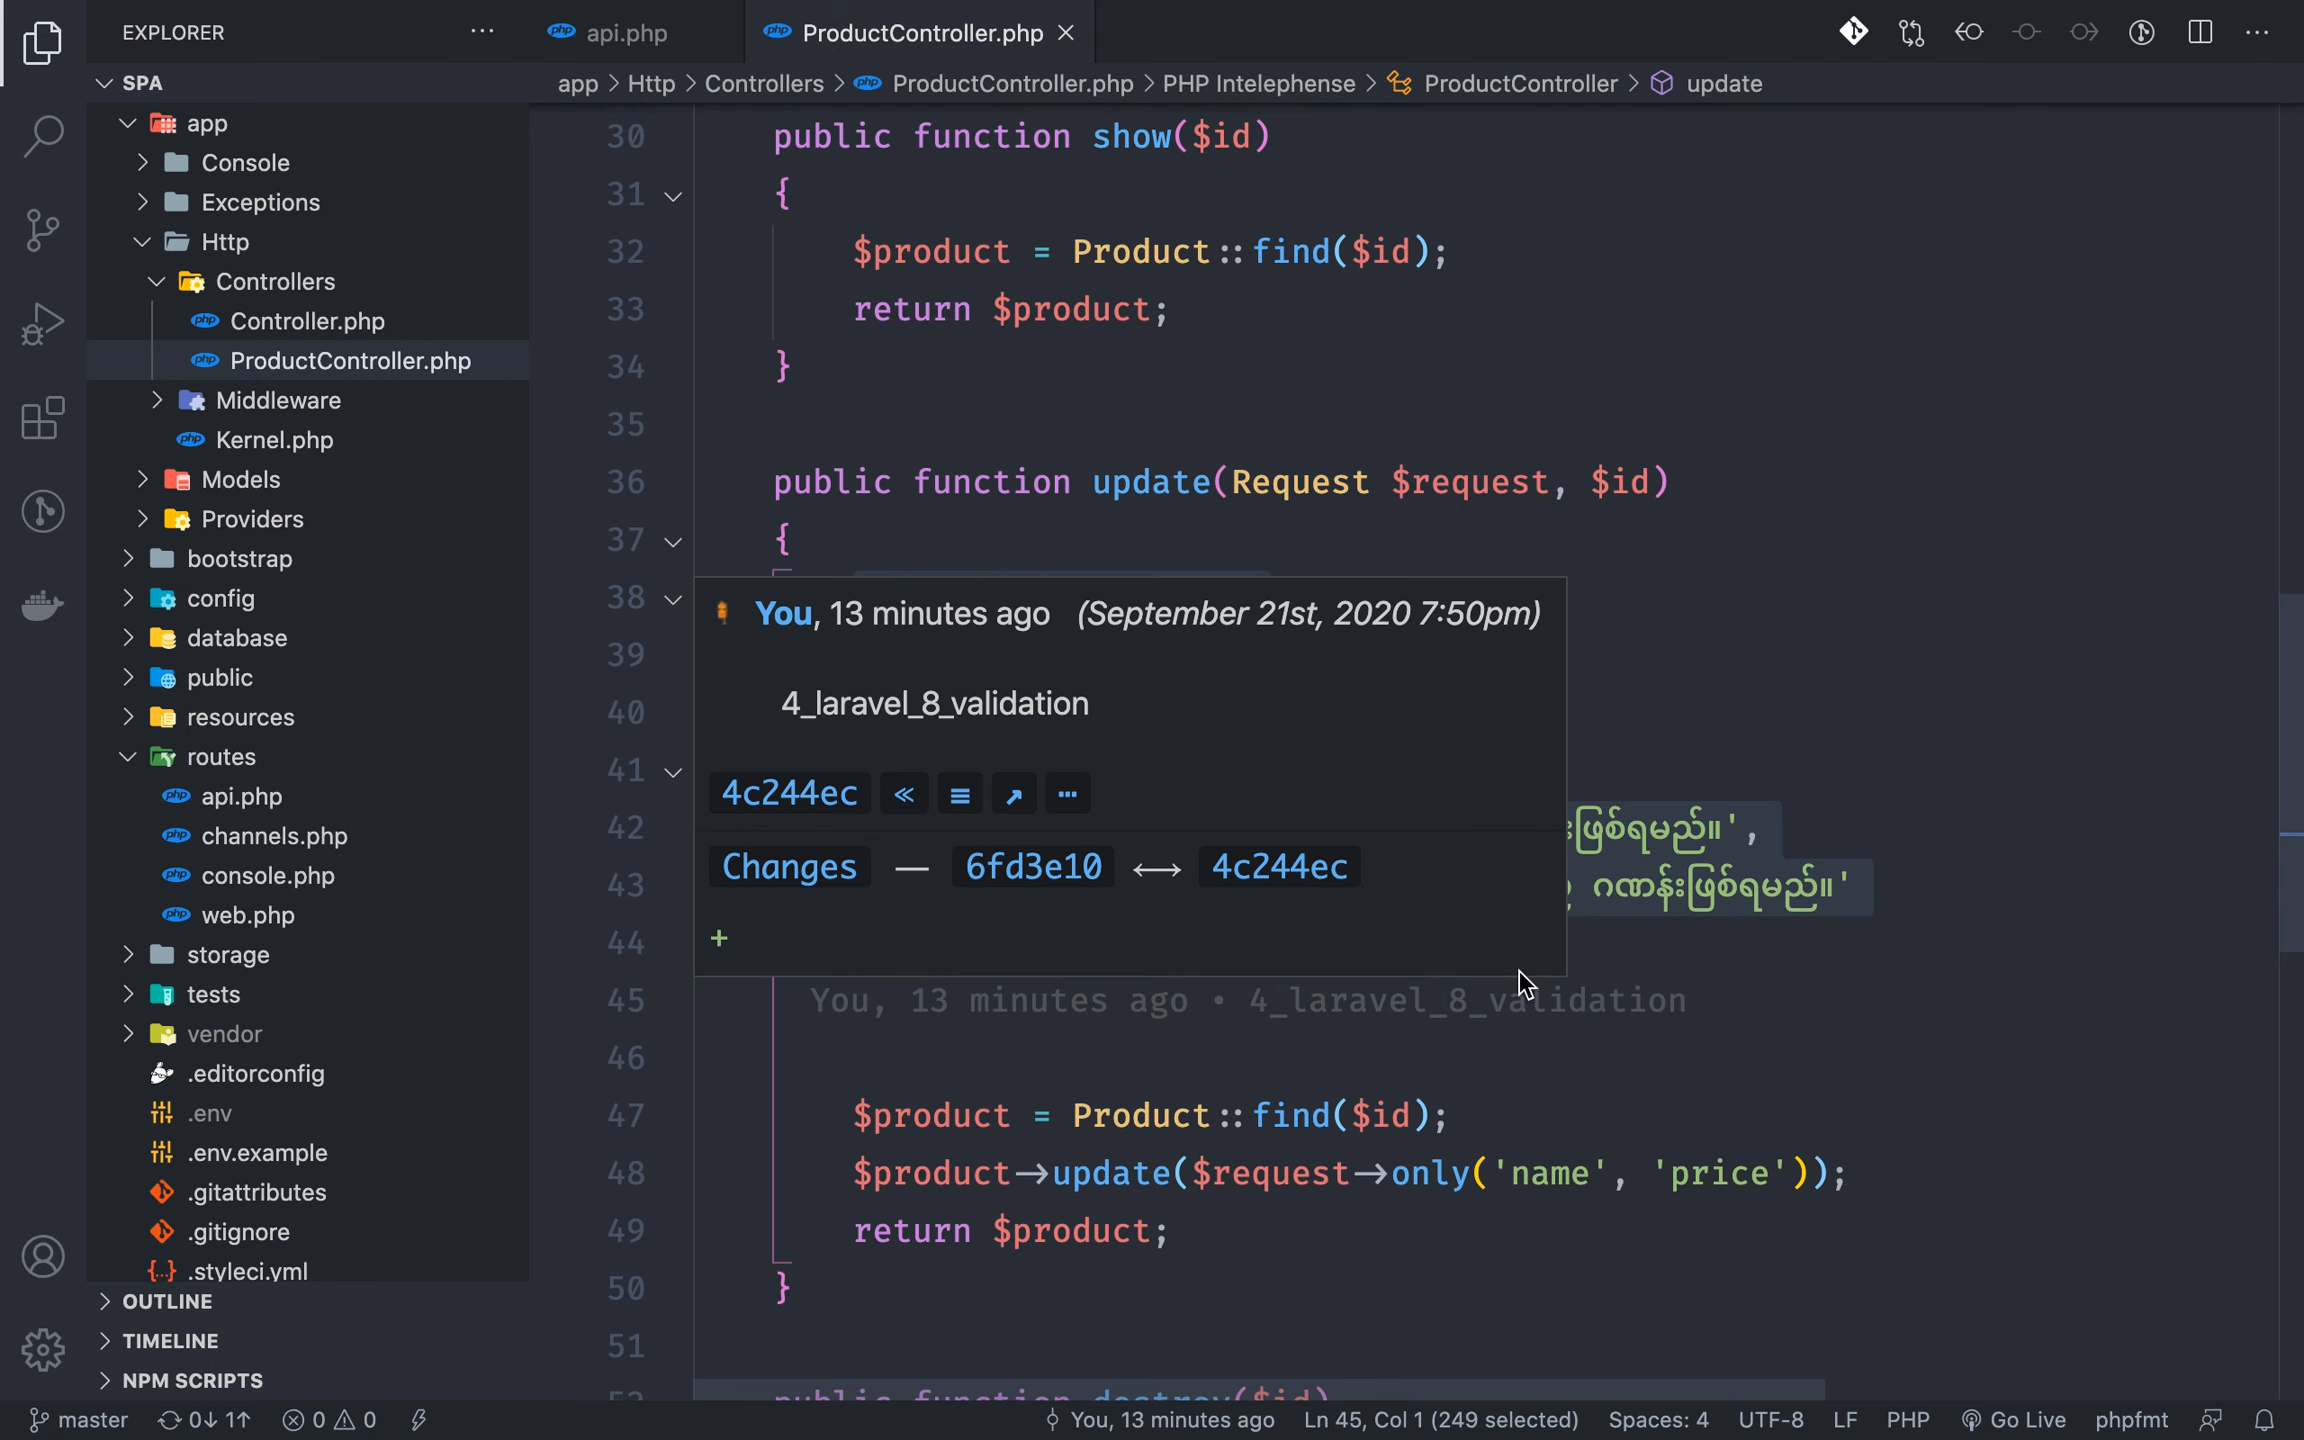 EXPLORER
api.php
ProductController.php
app > Http > Controllers > ProductController.php > PHP Intelephense > ProductController > update
SPA
app
Console
Exceptions
Http
Controllers
Controller.php
ProductController.php
Middleware
Kernel.php
Models
Providers
bootstrap
config
database
public
resources
routes
api.php
channels.php
console.php
web.php
storage
tests
vendor
.editorconfig
.env
.env.example
.gitattributes
.gitignore
.styleci.yml
OUTLINE
TIMELINE
NPM SCRIPTS
30 public function show($id)
31 {
32 $product = Product::find($id);
33 return $product;
34 }
35
36 public function update(Request $request, $id)
37 {
38
39
40
41
42 းဖြစ်ရမည်။',
43 ဂဏန်းဖြစ်ရမည်။'
44
You, 13 minutes ago (September 21st, 2020 7:50pm)
4_laravel_8_validation
4c244ec
Changes — 6fd3e10 ⟷ 4c244ec
+
45 You, 13 minutes ago • 4_laravel_8_validation
46
47 $product = Product::find($id);
48 $product→update($request→only('name', 'price'));
49 return $product;
50 }
51
52 public function destroy($id)
master 0↓ 1↑ 0 0 You, 13 minutes ago Ln 45, Col 1 (249 selected) Spaces: 4 UTF-8 LF PHP Go Live phpfmt